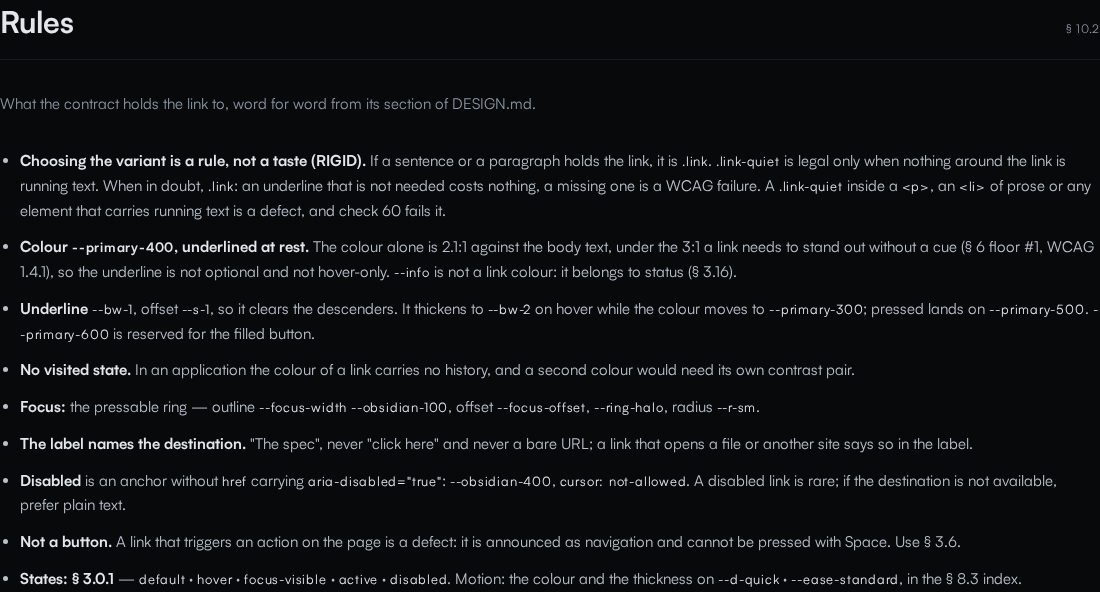 Rules
§ 10.2
What the contract holds the link to, word for word from its section of DESIGN.md.
• Choosing the variant is a rule, not a taste (RIGID). If a sentence or a paragraph holds the link, it is .link. .link-quiet is legal only when nothing around the link is
running text. When in doubt, .link: an underline that is not needed costs nothing, a missing one is a WCAG failure. A .link-quiet inside a <p>, an <li> of prose or any
element that carries running text is a defect, and check 60 fails it.
• Colour --primary-400, underlined at rest. The colour alone is 2.1:1 against the body text, under the 3:1 a link needs to stand out without a cue (§ 6 floor #1, WCAG
1.4.1), so the underline is not optional and not hover-only. --info is not a link colour: it belongs to status (§ 3.16).
• Underline --bw-1, offset --s-1, so it clears the descenders. It thickens to --bw-2 on hover while the colour moves to --primary-300; pressed lands on --primary-500. -
-primary-600 is reserved for the filled button.
• No visited state. In an application the colour of a link carries no history, and a second colour would need its own contrast pair.
• Focus: the pressable ring — outline --focus-width --obsidian-100, offset --focus-offset, --ring-halo, radius --r-sm.
• The label names the destination. "The spec", never "click here" and never a bare URL; a link that opens a file or another site says so in the label.
• Disabled is an anchor without href carrying aria-disabled="true": --obsidian-400, cursor: not-allowed. A disabled link is rare; if the destination is not available,
prefer plain text.
• Not a button. A link that triggers an action on the page is a defect: it is announced as navigation and cannot be pressed with Space. Use § 3.6.
• States: § 3.0.1 — default · hover · focus-visible · active · disabled. Motion: the colour and the thickness on --d-quick · --ease-standard, in the § 8.3 index.